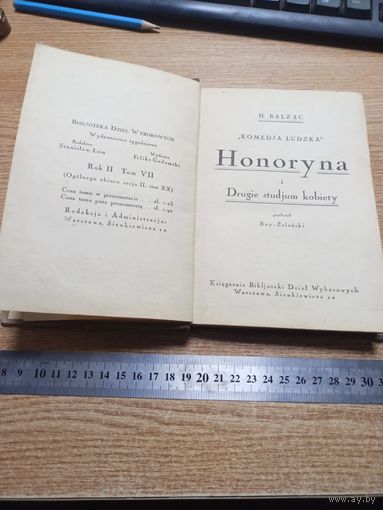 BIBLJOTEKA DZIEŁ WYBOROWYCH
Wydawnictwo tygodniowe
Redaktor Wydawca
Stanisław Lam Feliks Gadomski
Rok II Tom VII
(Ogólnego zbioru serja II, tom XX)
Cena tomu w prenumeracie . zł. 1.25
Cena tomu poza prenumeratą . zł. 1.90
Redakcja i Administracja:
WARSZAWA, SIENKIEWICZA 12
H. BALZAC
„KOMEDJA LUDZKA"
Honoryna
i
Drugie studjum kobiety
przełożył
Boy-Żeleński
Księgarnia Bibljoteki Dzieł Wyborowych
Warszawa, Sienkiewicza 12
8 9 10 11 12 13 14 15 16 17 18 19 20 21 22 23 24 25 26 27 28 29 30
www.ay.by